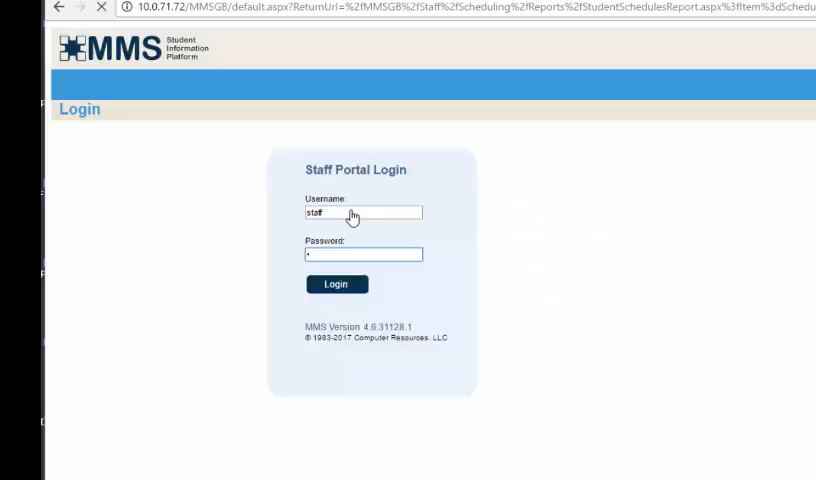 10.0.71.72/MMSGB/default.aspx?ReturnUrl=%2fMMSGB%2fStaff%2fScheduling%2fReports%2fStudentSchedulesReport.aspx%3fItem%3dSchedu
MMS Student
Information
Platform
Login
Staff Portal Login
Username:
staff
Password:
Login
MMS Version 4.6.31128.1
© 1983-2017 Computer Resources, LLC